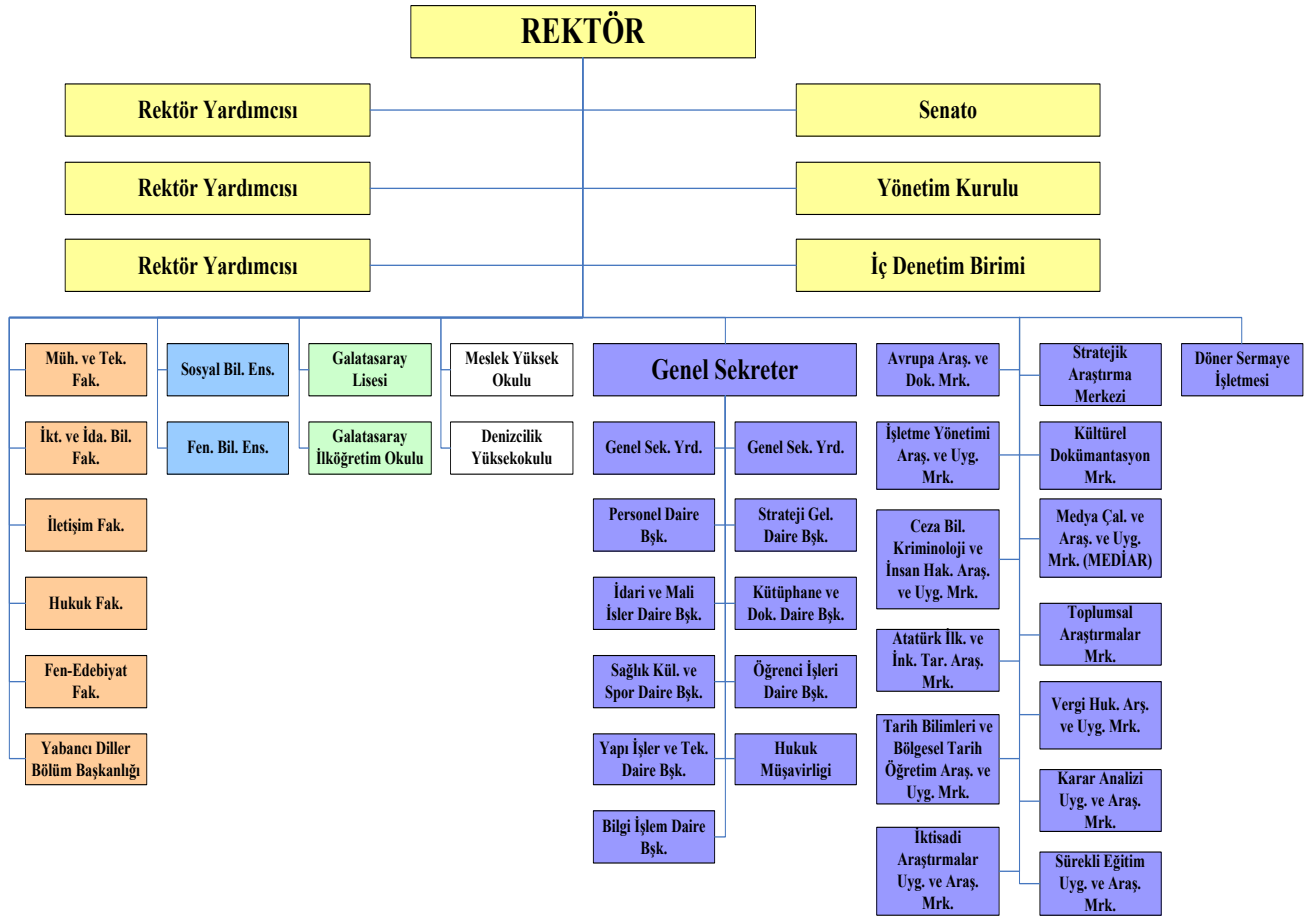 REKTÖR
Rektör Yardımcısı
Senato
Rektör Yardımcısı
Yönetim Kurulu
Rektör Yardımcısı
İç Denetim Birimi
Müh. ve Tek.
Fak.
İkt. ve İda. Bil.
Fak.
İletişim Fak.
Hukuk Fak.
Fen-Edebiyat
Fak.
Yabancı Diller
Bölüm Başkanlığı
Sosyal Bil. Ens.
Fen. Bil. Ens.
Galatasaray
Lisesi
Galatasaray
İlköğretim Okulu
Meslek Yüksek
Okulu
Denizcilik
Yüksekokulu
Genel Sekreter
Genel Sek. Yrd.
Genel Sek. Yrd.
Personel Daire
Bşk.
Strateji Gel.
Daire Bşk.
İdari ve Mali
İsler Daire Bşk.
Kütüphane ve
Dok. Daire Bşk.
Sağlık Kül. ve
Spor Daire Bşk.
Öğrenci İşleri
Daire Bşk.
Yapı İşler ve Tek.
Daire Bşk.
Hukuk
Müşavirligi
Bilgi İşlem Daire
Bşk.
Avrupa Araş. ve
Dok. Mrk.
Stratejik
Araştırma
Merkezi
İşletme Yönetimi
Araş. ve Uyg.
Mrk.
Kültürel
Dokümantasyon
Mrk.
Ceza Bil.
Kriminoloji ve
İnsan Hak. Araş.
ve Uyg. Mrk.
Medya Çal. ve
Araş. ve Uyg.
Mrk. (MEDİAR)
Atatürk İlk. ve
İnk. Tar. Araş.
Mrk.
Toplumsal
Araştırmalar
Mrk.
Tarih Bilimleri ve
Bölgesel Tarih
Öğretim Araş. ve
Uyg. Mrk.
Vergi Huk. Arş.
ve Uyg. Mrk.
Karar Analizi
Uyg. ve Araş.
Mrk.
İktisadi
Araştırmalar
Uyg. ve Araş.
Mrk.
Sürekli Eğitim
Uyg. ve Araş.
Mrk.
Döner Sermaye
İşletmesi